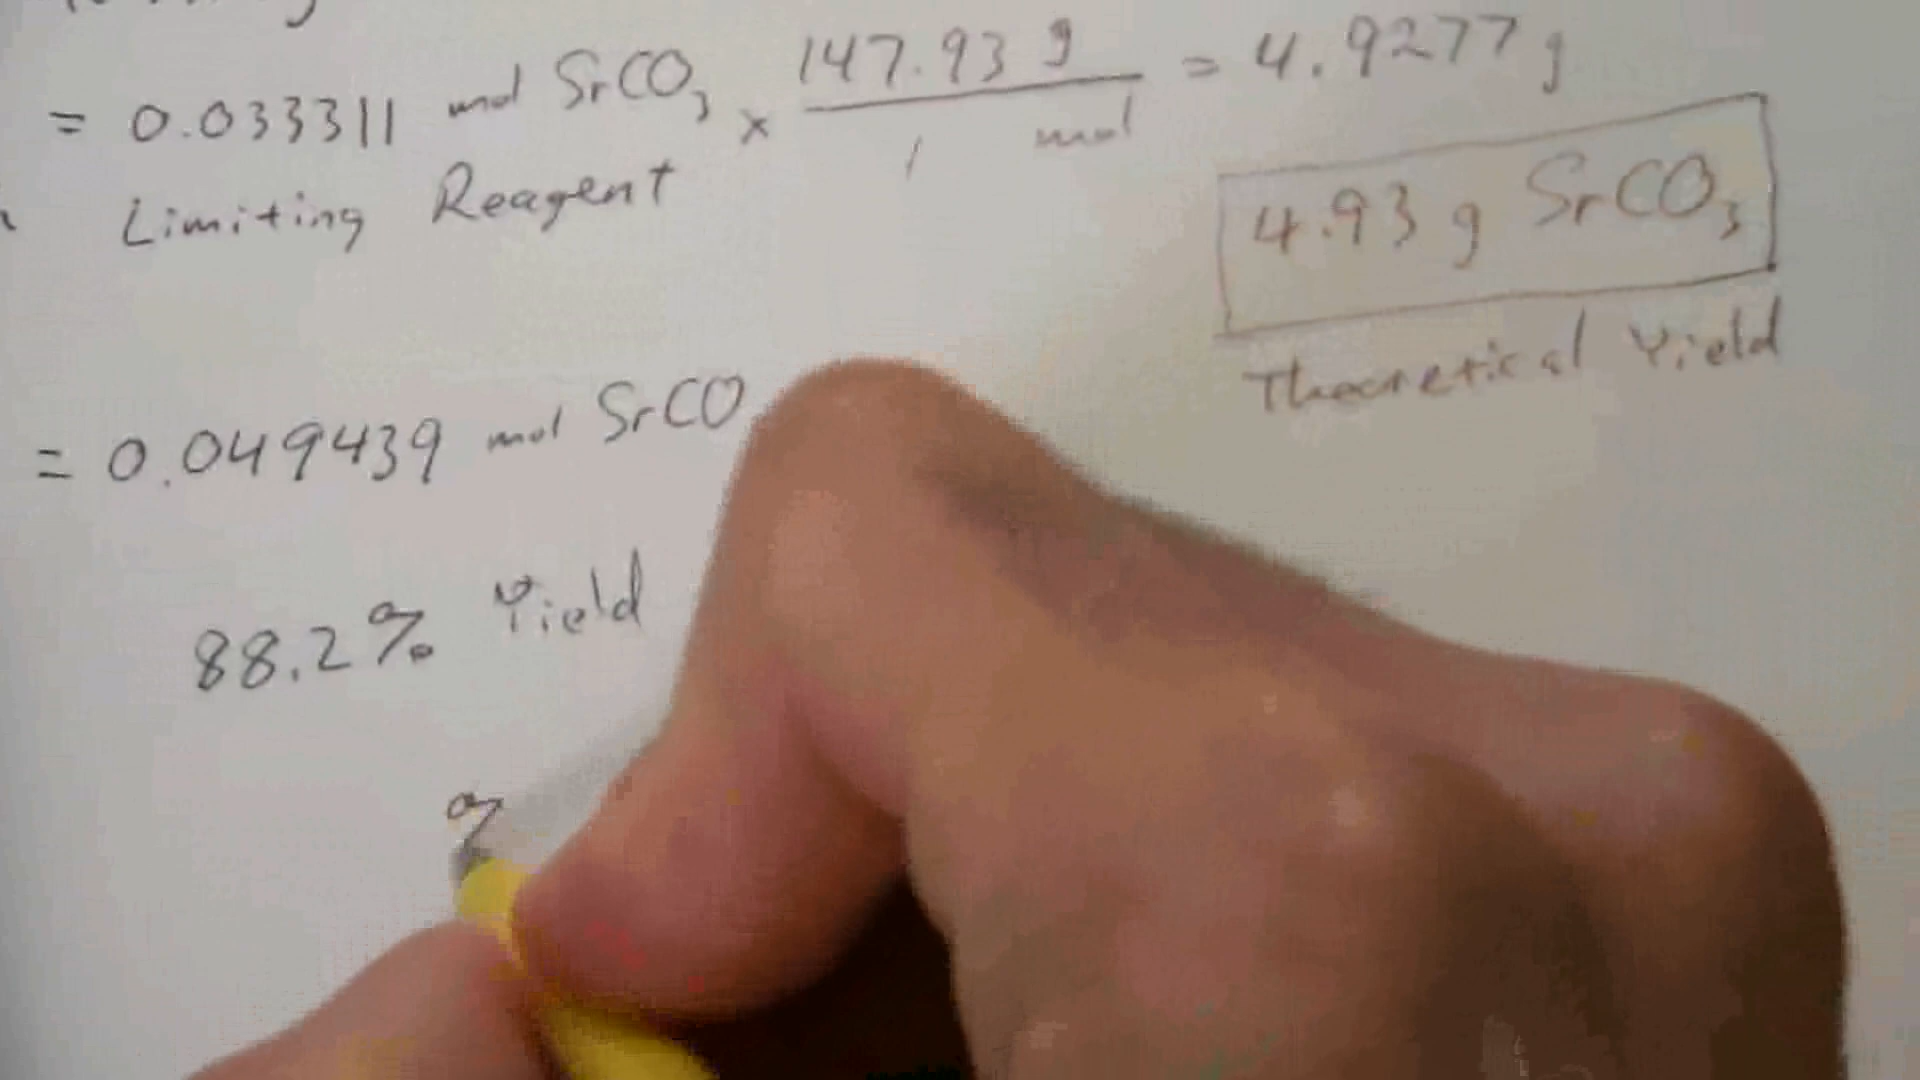 = 0.033311 mol SrCO3 × 147.93 g / 1 mol = 4.9277 g
Limiting Reagent
4.93 g SrCO3
Theoretical Yield
= 0.049439 mol SrCO
88.2% Yield
%